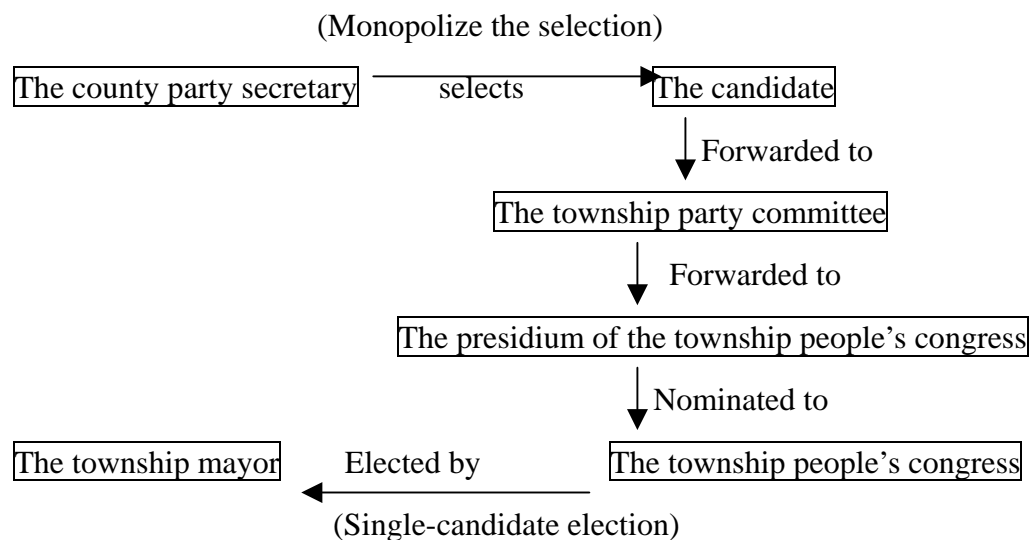 (Monopolize the selection)
The county party secretary selects The candidate
Forwarded to
The township party committee
Forwarded to
The presidium of the township people’s congress
Nominated to
The township mayor Elected by The township people’s congress
(Single-candidate election)